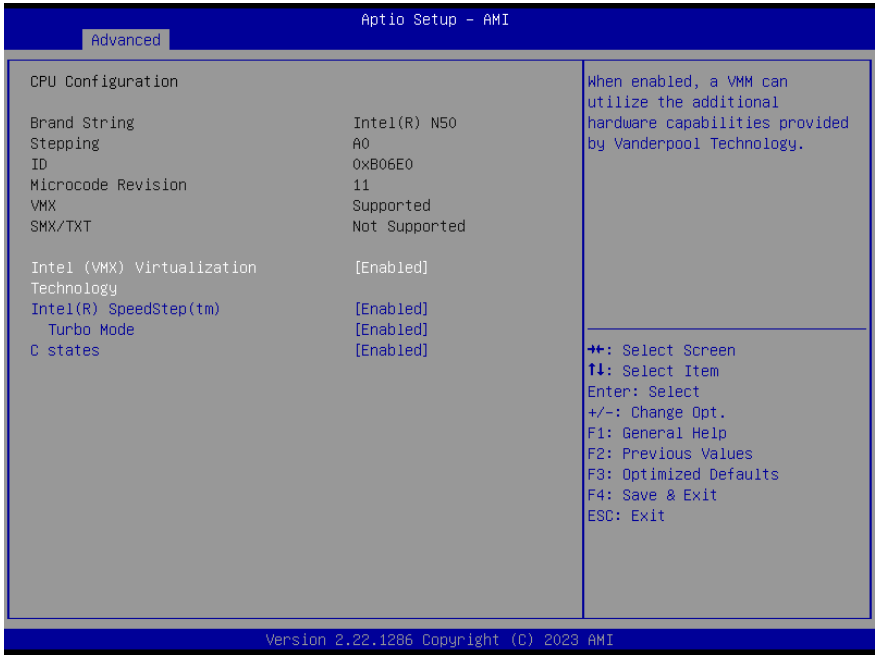 Aptio Setup – AMI
Advanced
CPU Configuration
Brand String Intel(R) N50
Stepping A0
ID 0xB06E0
Microcode Revision 11
VMX Supported
SMX/TXT Not Supported
Intel (VMX) Virtualization [Enabled]
Technology
Intel(R) SpeedStep(tm) [Enabled]
Turbo Mode [Enabled]
C states [Enabled]
When enabled, a VMM can
utilize the additional
hardware capabilities provided
by Vanderpool Technology.
→←: Select Screen
↑↓: Select Item
Enter: Select
+/-: Change Opt.
F1: General Help
F2: Previous Values
F3: Optimized Defaults
F4: Save & Exit
ESC: Exit
Version 2.22.1286 Copyright (C) 2023 AMI